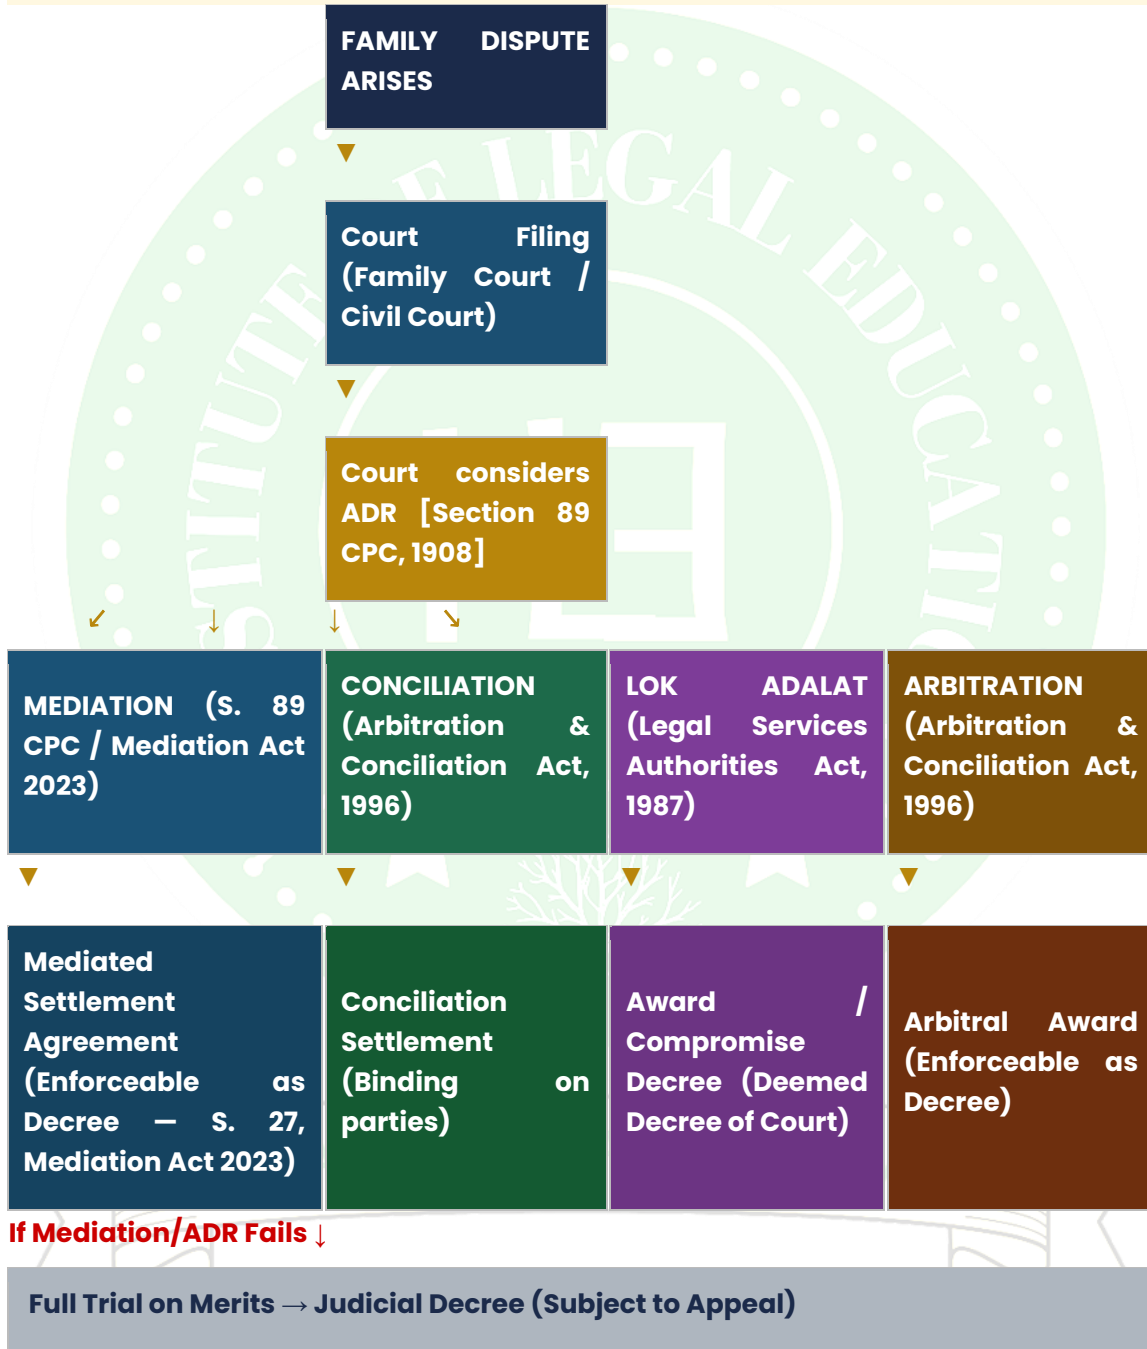 FAMILY DISPUTE
ARISES
▼
Court Filing
(Family Court /
Civil Court)
▼
Court considers
ADR [Section 89
CPC, 1908]
↙ ↓ ↓ ↘
MEDIATION (S. 89
CPC / Mediation Act
2023)
CONCILIATION
(Arbitration &
Conciliation Act,
1996)
LOK ADALAT
(Legal Services
Authorities Act,
1987)
ARBITRATION
(Arbitration &
Conciliation Act,
1996)
▼ ▼ ▼ ▼
Mediated
Settlement
Agreement
(Enforceable as
Decree — S. 27,
Mediation Act 2023)
Conciliation
Settlement
(Binding on
parties)
Award /
Compromise
Decree (Deemed
Decree of Court)
Arbitral Award
(Enforceable as
Decree)
If Mediation/ADR Fails ↓
Full Trial on Merits → Judicial Decree (Subject to Appeal)
LEGAL